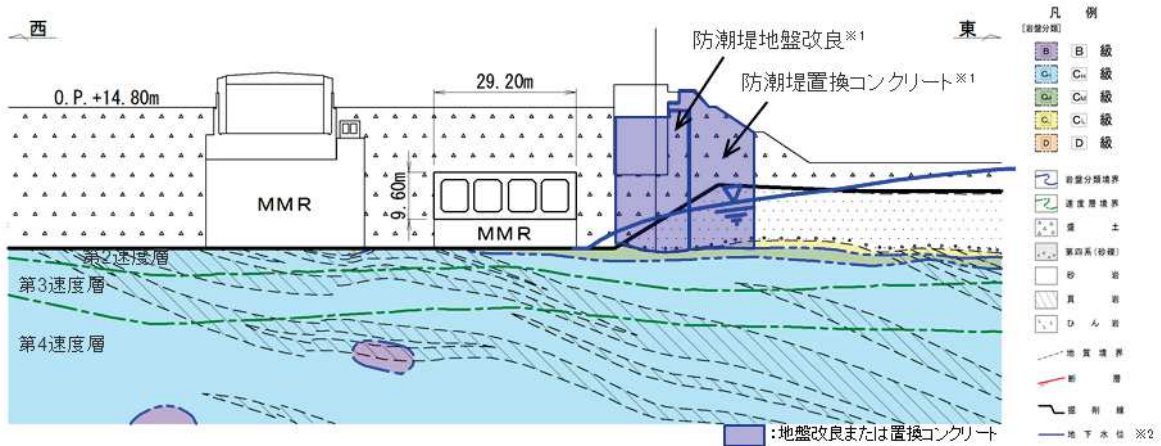 西
東
防潮堤地盤改良※1
防潮堤置換コンクリート※1
29.20m
O.P.+14.80m
9.60m
MMR
MMR
第2速度層
第3速度層
第4速度層
:地盤改良または置換コンクリート
凡 例
[岩盤分類]
B B 級
CH CH 級
CM CM 級
CL CL 級
D D 級
岩盤分類境界
速度層境界
盛 土
第四系(砂礫)
砂 岩
頁 岩
ひ ん 岩
地 質 境 界
断 層
掘 削 線
地 下 水 位 ※2